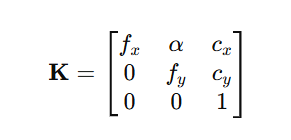 K = [ f_x α c_x
0 f_y c_y
0 0 1 ]